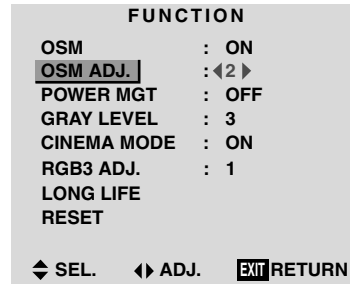 FUNCTION
OSM : ON
OSM ADJ. : 2
POWER MGT : OFF
GRAY LEVEL : 3
CINEMA MODE : ON
RGB3 ADJ. : 1
LONG LIFE
RESET
SEL. ADJ. EXIT RETURN